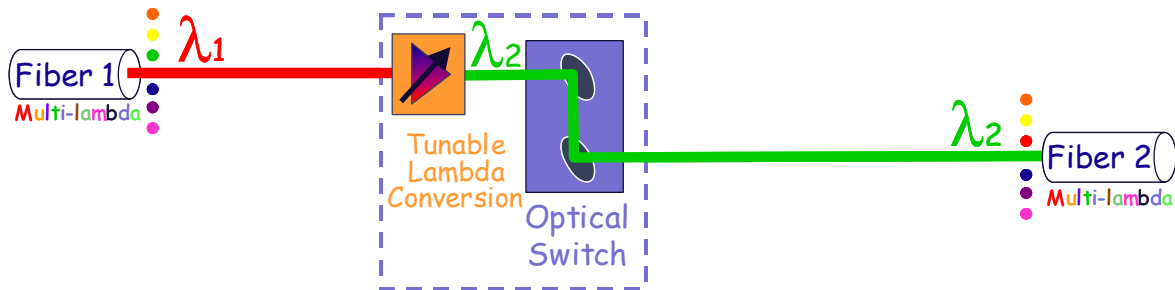 λ1
λ2
Fiber 1
Multi-lambda
Tunable
Lambda
Conversion
Optical
Switch
λ2
Fiber 2
Multi-lambda